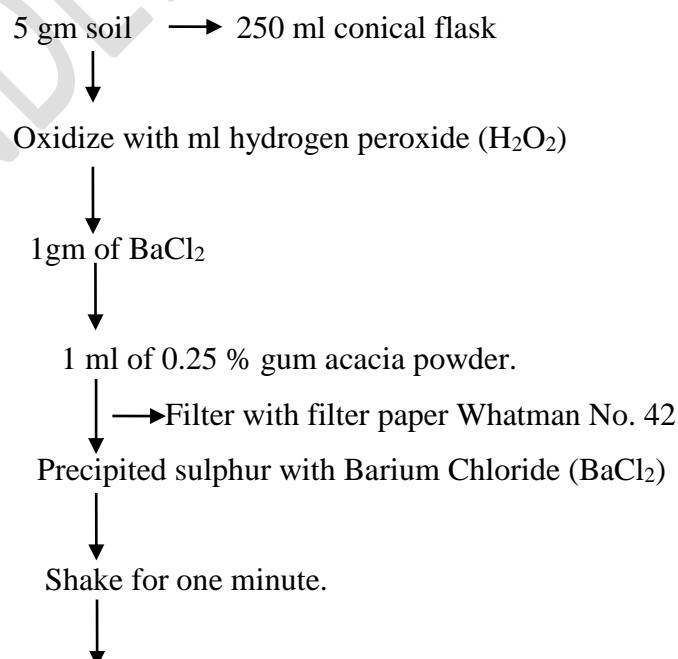 5 gm soil → 250 ml conical flask
Oxidize with ml hydrogen peroxide (H₂O₂)
1gm of BaCl₂
1 ml of 0.25 % gum acacia powder.
Filter with filter paper Whatman No. 42
Precipited sulphur with Barium Chloride (BaCl₂)
Shake for one minute.